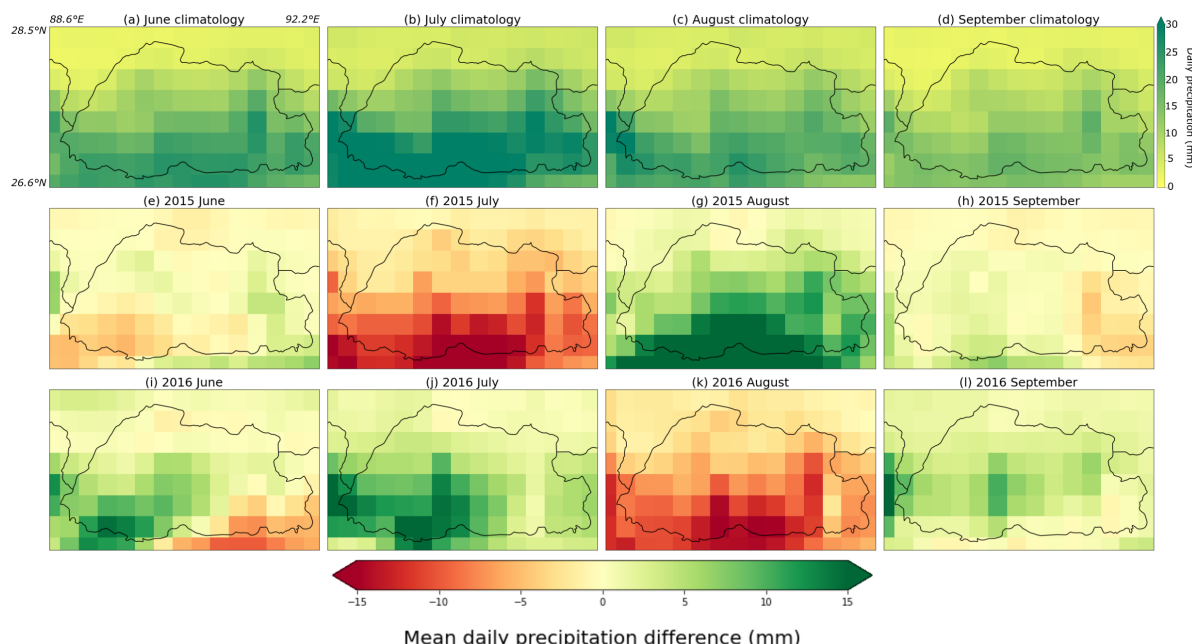 88.6°E (a) June climatology 92.2°E (b) July climatology (c) August climatology (d) September climatology
28.5°N
26.6°N
30
25
20
15
10
5
0
Daily precipitation (mm)
(e) 2015 June (f) 2015 July (g) 2015 August (h) 2015 September
(i) 2016 June (j) 2016 July (k) 2016 August (l) 2016 September
−15 −10 −5 0 5 10 15
Mean daily precipitation difference (mm)